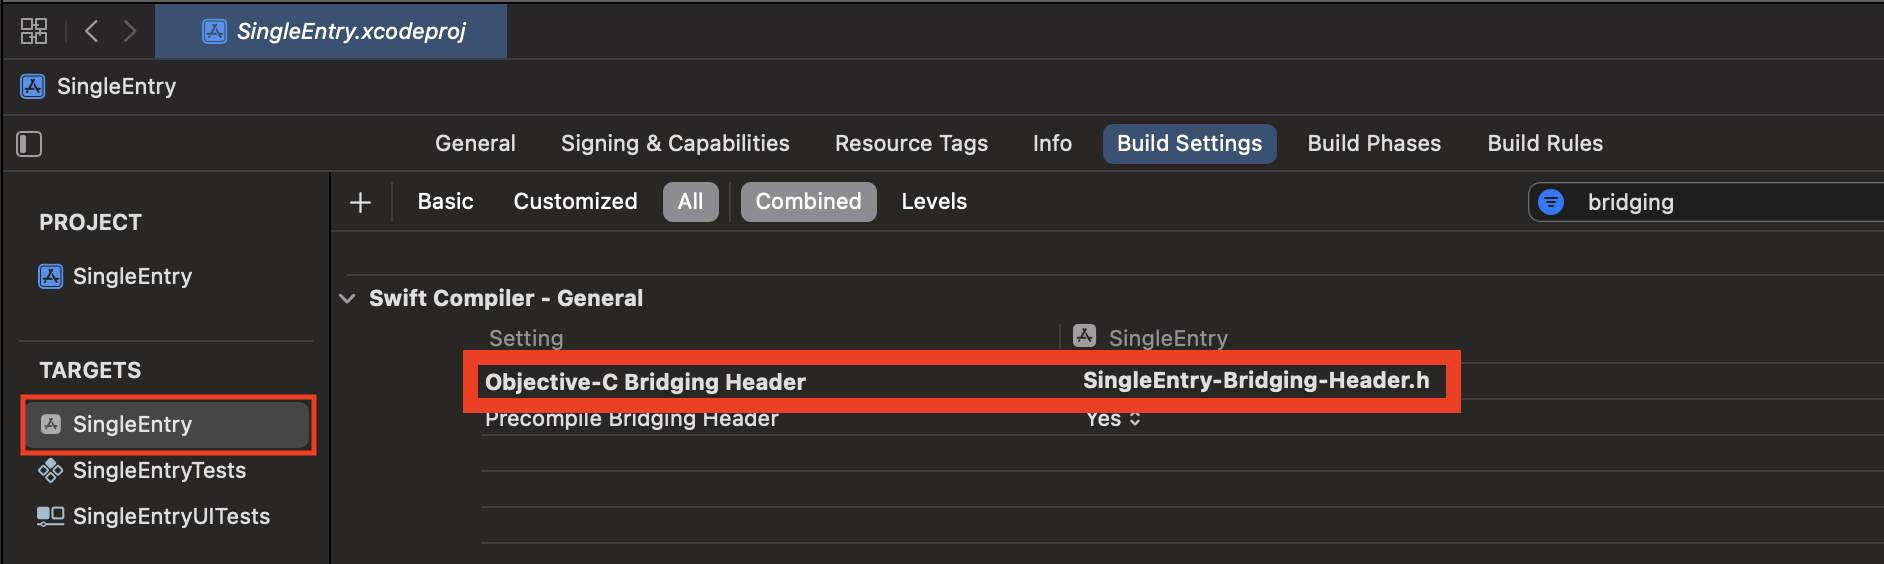 SingleEntry.xcodeproj
SingleEntry
General Signing & Capabilities Resource Tags Info Build Settings Build Phases Build Rules
Basic Customized All Combined Levels bridging
PROJECT
SingleEntry
TARGETS
SingleEntry
SingleEntryTests
SingleEntryUITests
Swift Compiler - General
Setting SingleEntry
Objective-C Bridging Header SingleEntry-Bridging-Header.h
Precompile Bridging Header Yes